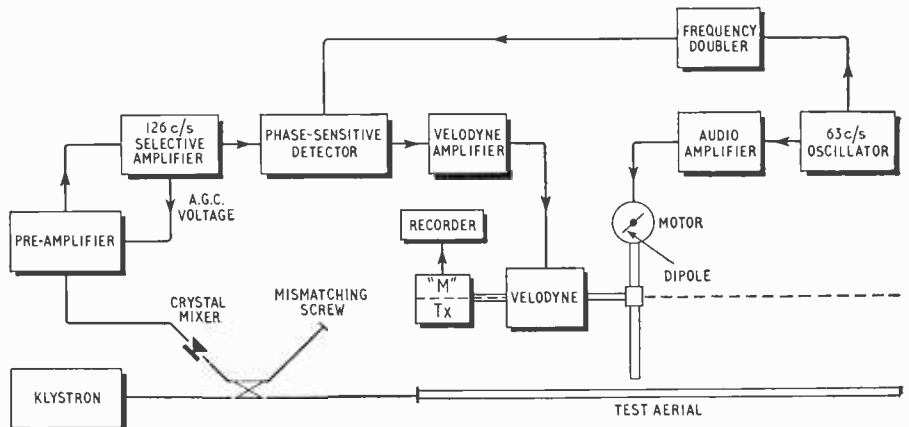 FREQUENCY
DOUBLER
126 c/s
SELECTIVE
AMPLIFIER
PHASE-SENSITIVE
DETECTOR
VELODYNE
AMPLIFIER
AUDIO
AMPLIFIER
63 c/s
OSCILLATOR
A.G.C.
VOLTAGE
RECORDER
MOTOR
PRE-AMPLIFIER
DIPOLE
CRYSTAL
MIXER
MISMATCHING
SCREW
"M"
Tx
VELODYNE
KLYSTRON
TEST AERIAL